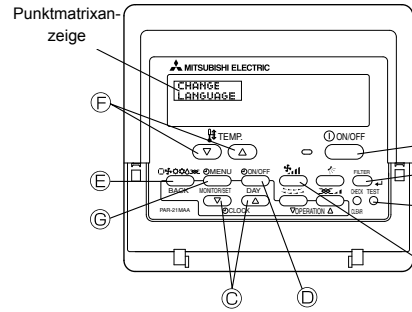 Punktmatrixan-
zeige
MITSUBISHI ELECTRIC
CHANGE
LANGUAGE
TEMP.
ON/OFF
F
E
G
MENU
ON/OFF
FILTER
BACK
MONITOR/SET
DAY
CHECK TEST
PAR-21MAA
CLOCK
OPERATION
CLEAR
C
D